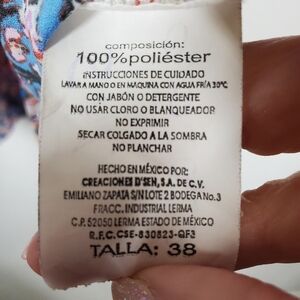 composición:
100%poliéster
INSTRUCCIONES DE CUIDADO
LAVAR A MANO O EN MAQUINA CON AGUA FRÍA 30°C
CON JABÓN O DETERGENTE
NO USAR CLORO O BLANQUEADOR
NO EXPRIMIR
SECAR COLGADO A LA SOMBRA
NO PLANCHAR
HECHO EN MÉXICO POR:
CREACIONES D'SEN, S.A. DE C.V.
EMILIANO ZAPATA S/N LOTE 2 BODEGA No.3
FRACC. INDUSTRIAL LERMA
C.P. 52050 LERMA ESTADO DE MÉXICO
R.F.C. CSE-830823-QF3
TALLA: 38